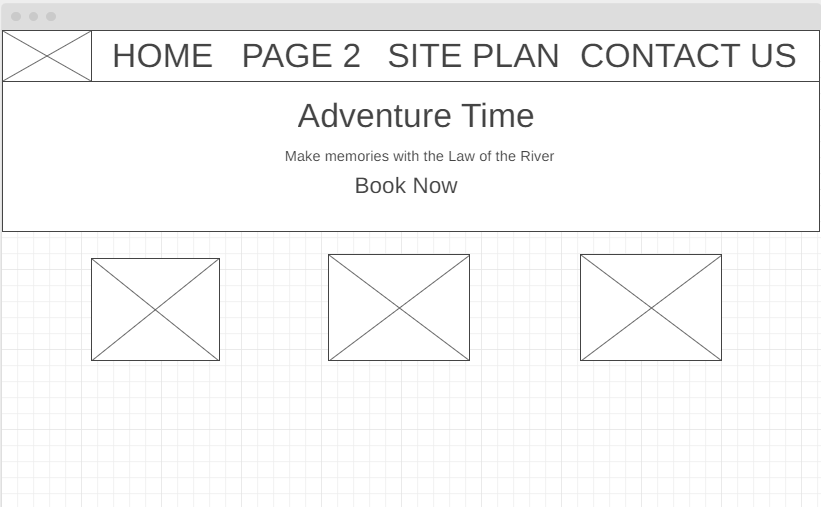 HOME PAGE 2 SITE PLAN CONTACT US
Adventure Time
Make memories with the Law of the River
Book Now